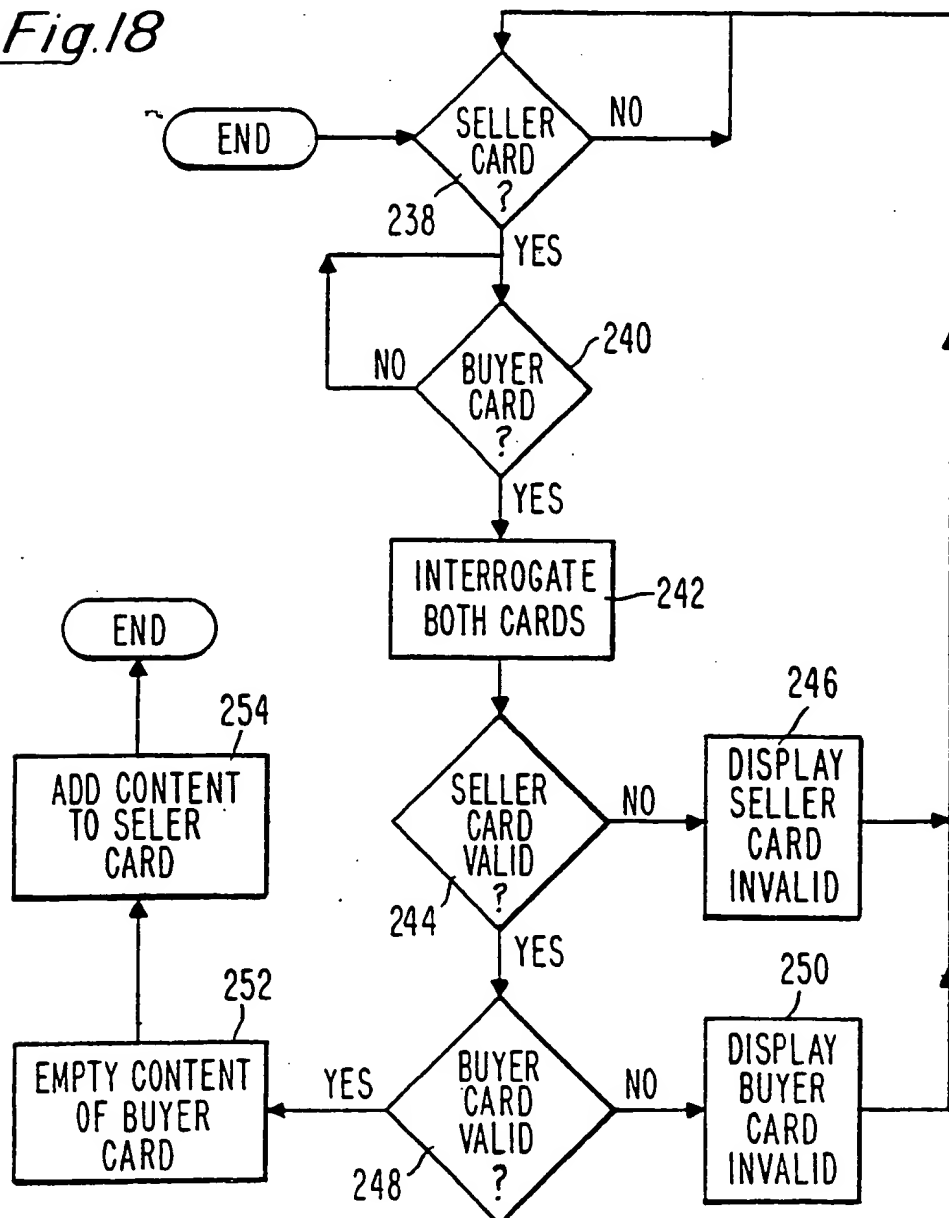 Fig.18
END
SELLER
CARD
?
NO
238
YES
240
NO
BUYER
CARD
?
YES
INTERROGATE
BOTH CARDS
242
END
254
ADD CONTENT
TO SELER
CARD
SELLER
CARD
VALID
?
244
NO
246
DISPLAY
SELLER
CARD
INVALID
YES
252
EMPTY CONTENT
OF BUYER
CARD
YES
BUYER
CARD
VALID
?
248
NO
250
DISPLAY
BUYER
CARD
INVALID